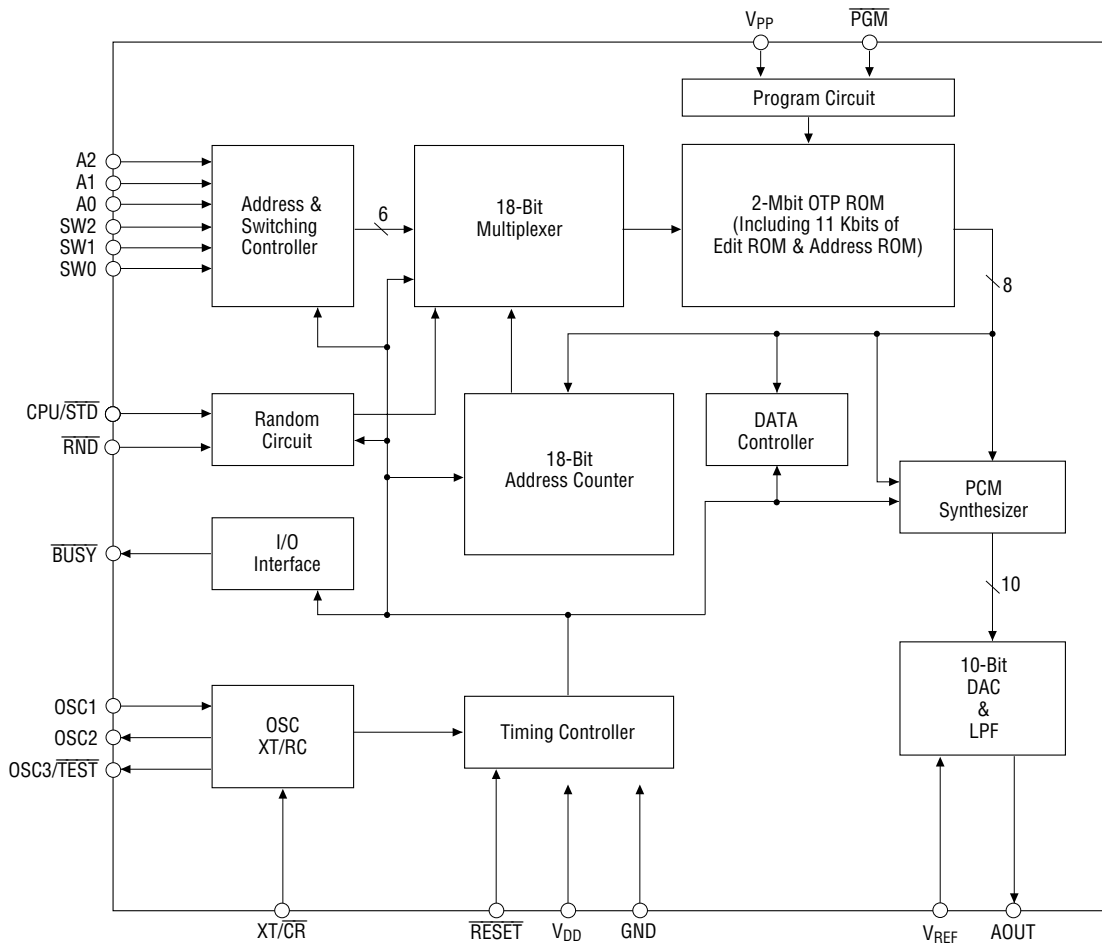 VPP
PGM
Program Circuit
A2
A1
A0
SW2
SW1
SW0
Address &
Switching
Controller
6
18-Bit
Multiplexer
2-Mbit OTP ROM
(Including 11 Kbits of
Edit ROM & Address ROM)
8
CPU/STD
RND
Random
Circuit
18-Bit
Address Counter
DATA
Controller
PCM
Synthesizer
BUSY
I/O
Interface
10
OSC1
OSC2
OSC3/TEST
OSC
XT/RC
Timing Controller
10-Bit
DAC
&
LPF
XT/CR
RESET
VDD
GND
VREF
AOUT